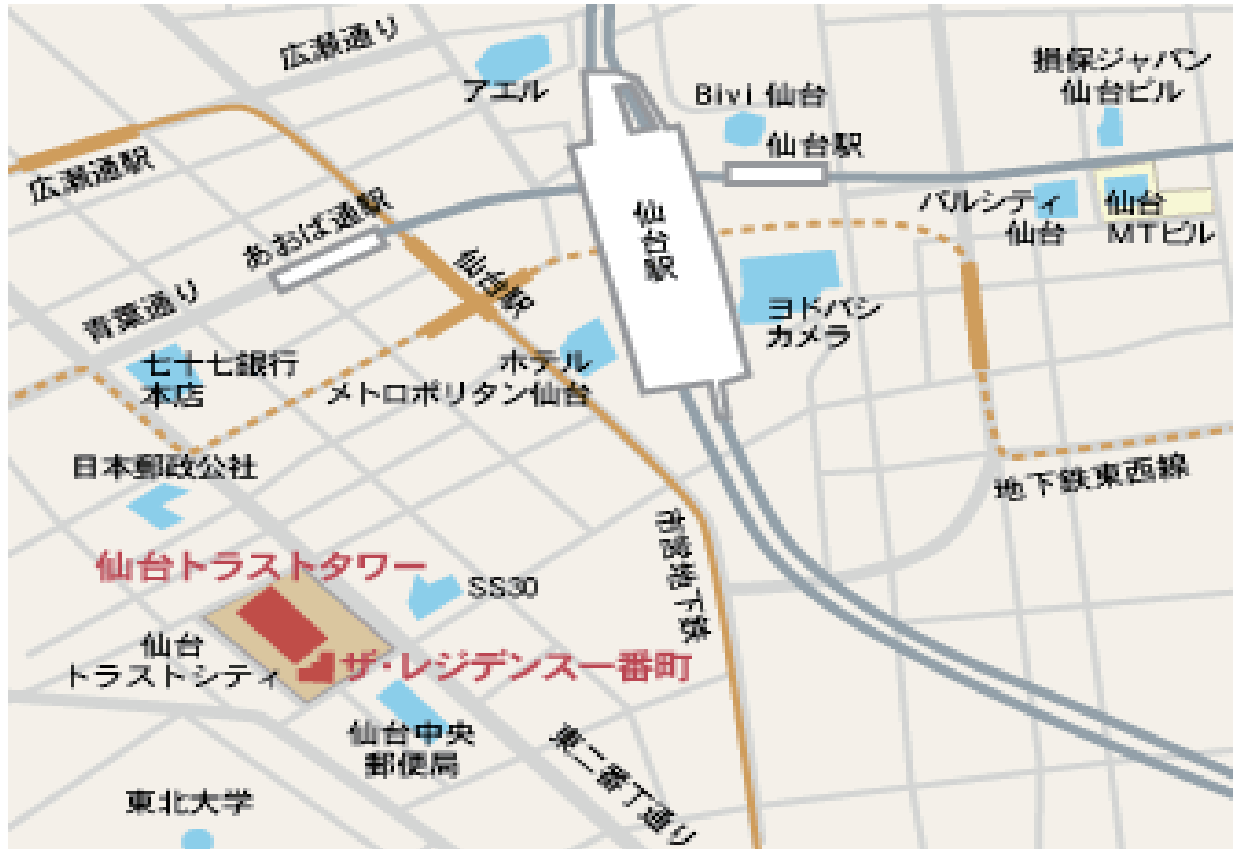 広瀬通り
アエル
Bivi 仙台
損保ジャパン
仙台ビル
仙台駅
広瀬通駅
あおば通駅
仙台駅
仙台駅
パルシティ
仙台
仙台
MTビル
青葉通り
ヨドバシ
カメラ
七十七銀行
本店
ホテル
メトロポリタン仙台
日本郵政公社
地下鉄東西線
市営地下鉄
仙台トラストタワー
SS30
仙台
トラストシティ
ザ・レジデンス一番町
仙台中央
郵便局
東二番丁通り
東北大学